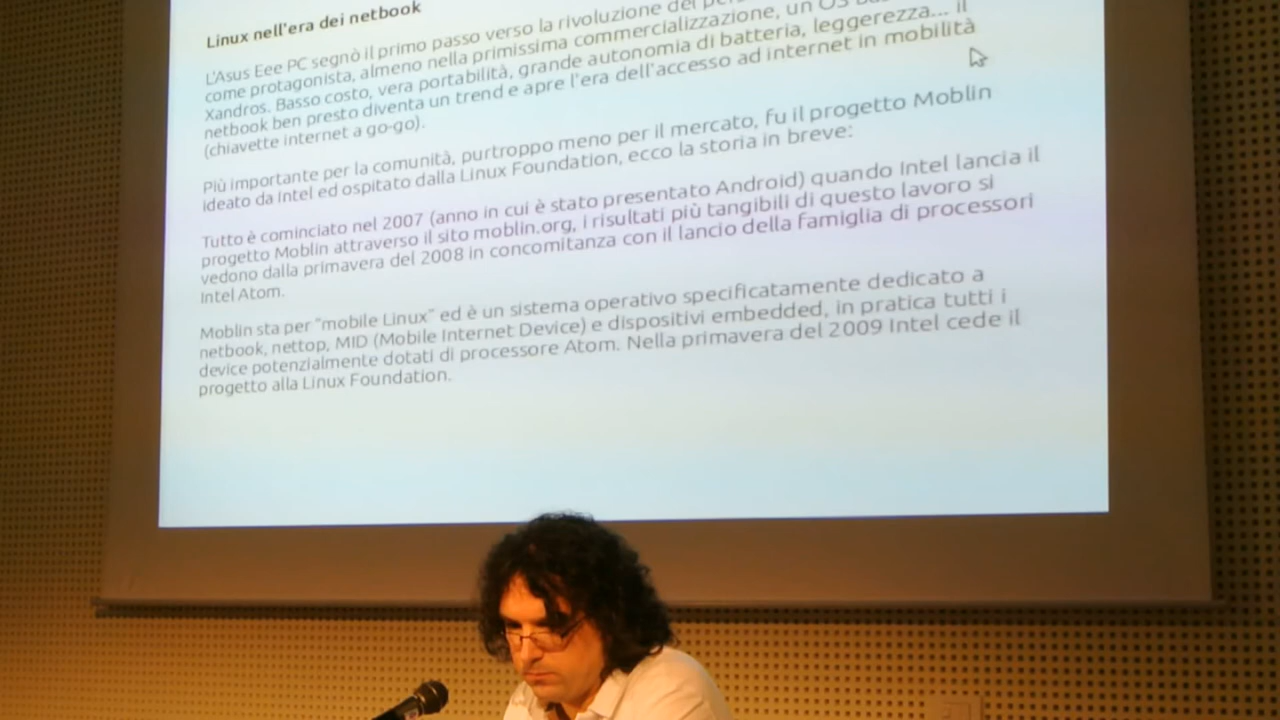 Linux nell'era dei netbook
L'Asus Eee PC segnò il primo passo verso la rivoluzione del
come protagonista, almeno nella primissima commercializzazione, un OS
Xandros. Basso costo, vera portabilità, grande autonomia di batteria, leggerezza... il
netbook ben presto diventa un trend e apre l'era dell'accesso ad internet in mobilità
(chiavette internet a go-go).
Più importante per la comunità, purtroppo meno per il mercato, fu il progetto Moblin
ideato da Intel ed ospitato dalla Linux Foundation, ecco la storia in breve:
Tutto è cominciato nel 2007 (anno in cui è stato presentato Android) quando Intel lancia il
progetto Moblin attraverso il sito moblin.org, i risultati più tangibili di questo lavoro si
vedono dalla primavera del 2008 in concomitanza con il lancio della famiglia di processori
Intel Atom.
Moblin sta per "mobile Linux" ed è un sistema operativo specificatamente dedicato a
netbook, nettop, MID (Mobile Internet Device) e dispositivi embedded, in pratica tutti i
device potenzialmente dotati di processore Atom. Nella primavera del 2009 Intel cede il
progetto alla Linux Foundation.